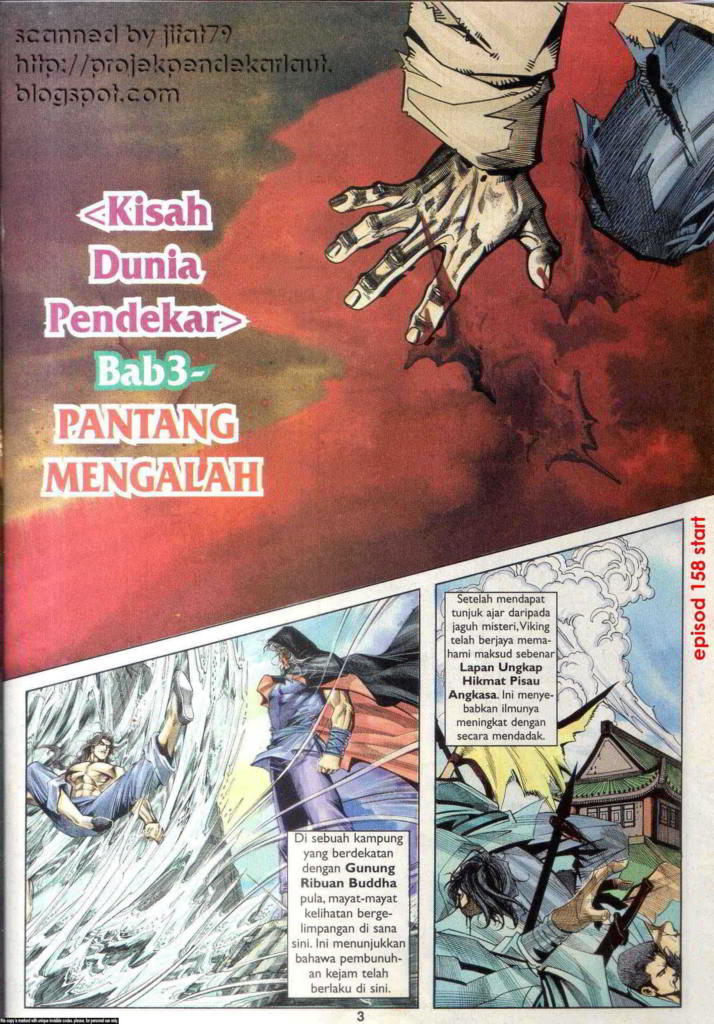 scanned by jifat79
http://projekpendekarlaut.
blogspot.com
<Kisah
Dunia
Pendekar>
Bab3-
PANTANG
MENGALAH
episod 158 start
Di sebuah kampung
yang berdekatan
dengan Gunung
Ribuan Buddha
pula, mayat-mayat
kelihatan berge-
limpangan di sana
sini. Ini menunjukkan
bahawa pembunuh-
an kejam telah
berlaku di sini.
Setelah mendapat
tunjuk ajar daripada
jaguh misteri, Viking
telah berjaya mema-
hami maksud sebenar
Lapan Ungkap
Hikmat Pisau
Angkasa. Ini menye-
babkan ilmunya
meningkat dengan
secara mendadak.
3